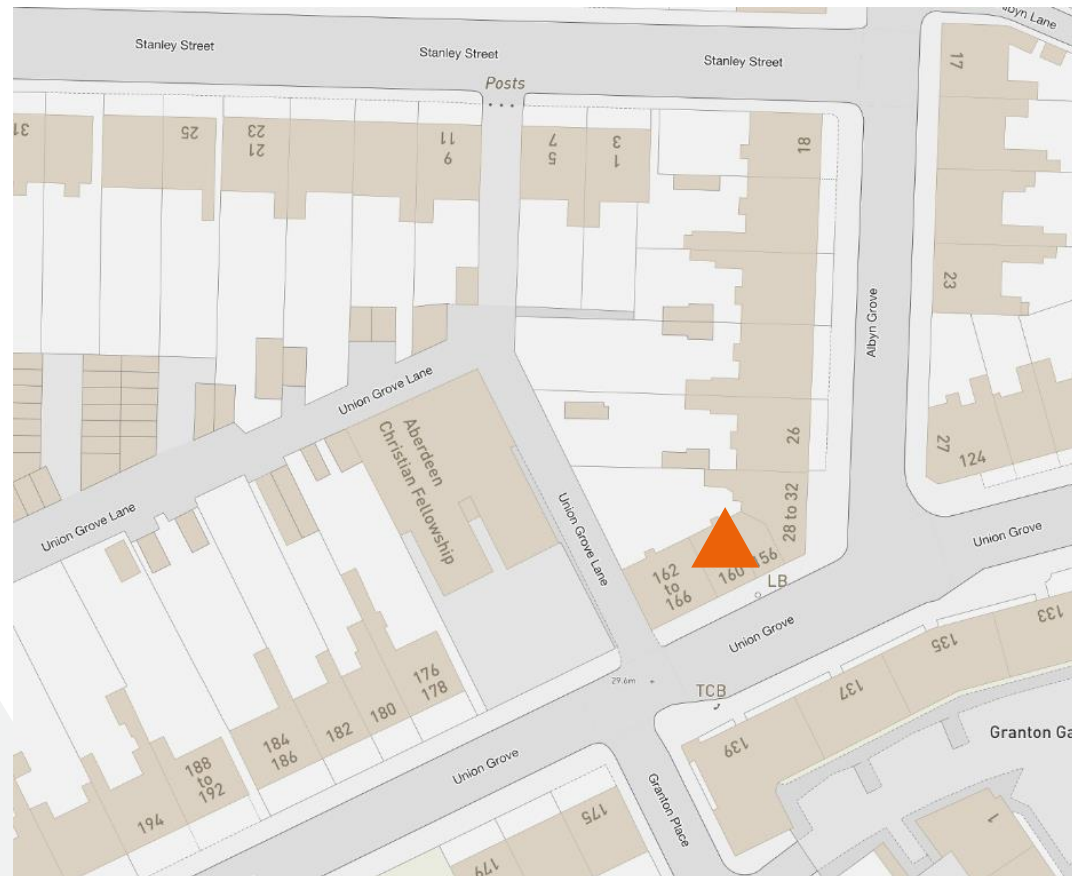 Stanley Street
Stanley Street
Stanley Street
Posts
17
31
25
23
21
11
9
7
5
3
1
18
23
Albyn Grove
Union Grove Lane
Aberdeen
Christian Fellowship
26
27
124
Union Grove Lane
Union Grove Lane
28 to 32
Union Grove
162
to
166
160
156
LB
Union Grove
133
135
137
139
29.6m
TCB
176
178
180
182
184
186
188
to
192
194
Union Grove
Granton Place
Granton Ga
175
179
1